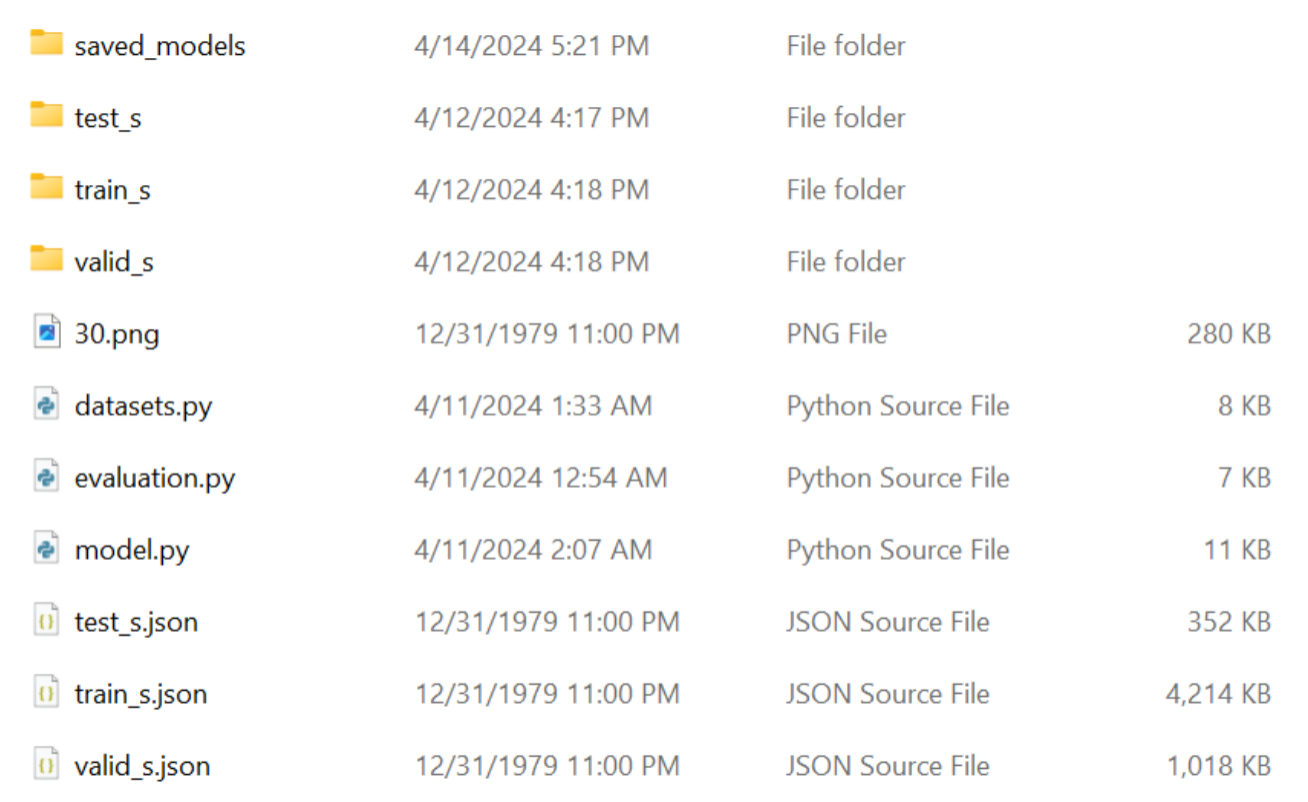 saved_models 4/14/2024 5:21 PM File folder
test_s 4/12/2024 4:17 PM File folder
train_s 4/12/2024 4:18 PM File folder
valid_s 4/12/2024 4:18 PM File folder
30.png 12/31/1979 11:00 PM PNG File 280 KB
datasets.py 4/11/2024 1:33 AM Python Source File 8 KB
evaluation.py 4/11/2024 12:54 AM Python Source File 7 KB
model.py 4/11/2024 2:07 AM Python Source File 11 KB
test_s.json 12/31/1979 11:00 PM JSON Source File 352 KB
train_s.json 12/31/1979 11:00 PM JSON Source File 4,214 KB
valid_s.json 12/31/1979 11:00 PM JSON Source File 1,018 KB